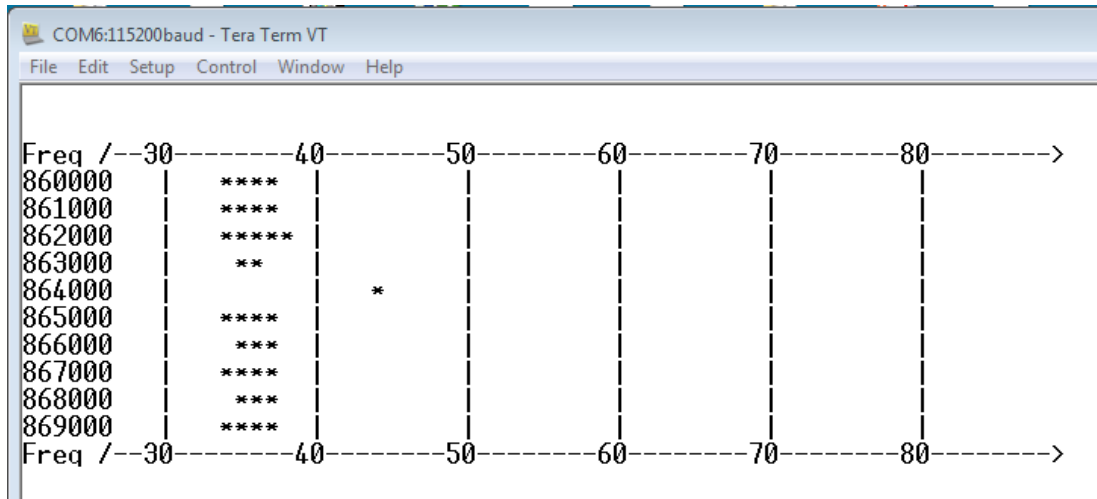 COM6:115200baud - Tera Term VT
File Edit Setup Control Window Help
Freq /--30--------40--------50--------60--------70--------80-------->
860000   |   ****  |         |         |         |         |
861000   |   ****  |         |         |         |         |
862000   |   ***** |         |         |         |         |
863000   |    **   |         |         |         |         |
864000   |         |   *     |         |         |         |
865000   |   ****  |         |         |         |         |
866000   |    ***  |         |         |         |         |
867000   |   ****  |         |         |         |         |
868000   |    ***  |         |         |         |         |
869000   |   ****  |         |         |         |         |
Freq /--30--------40--------50--------60--------70--------80-------->